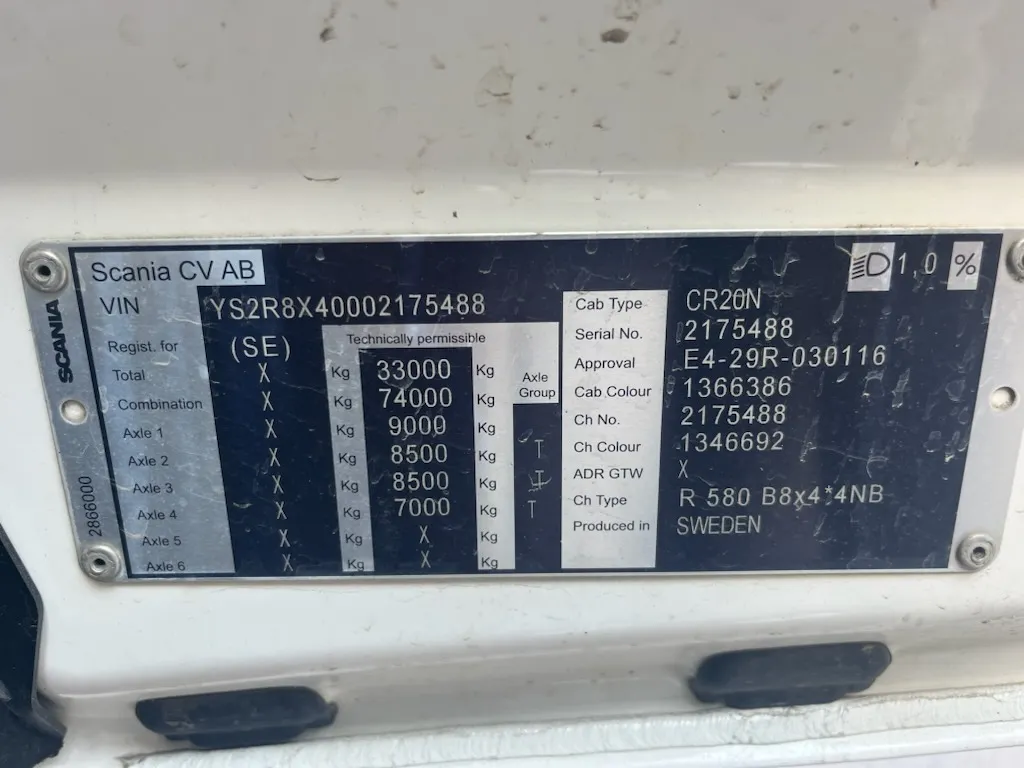 Scania CV AB
1,0 %
VIN YS2R8X40002175488
Regist. for (SE) Technically permissible
Total X Kg 33000 Kg Axle Group
Combination X Kg 74000 Kg
Axle 1 X Kg 9000 Kg
Axle 2 X Kg 8500 Kg T
Axle 3 X Kg 8500 Kg T
Axle 4 X Kg 7000 Kg T
Axle 5 X Kg X Kg
Axle 6 X Kg X Kg
Cab Type CR20N
Serial No. 2175488
Approval E4-29R-030116
Cab Colour 1366386
Ch No. 2175488
Ch Colour 1346692
ADR GTW X
Ch Type R 580 B8x4*4NB
Produced in SWEDEN
SCANIA
2866000